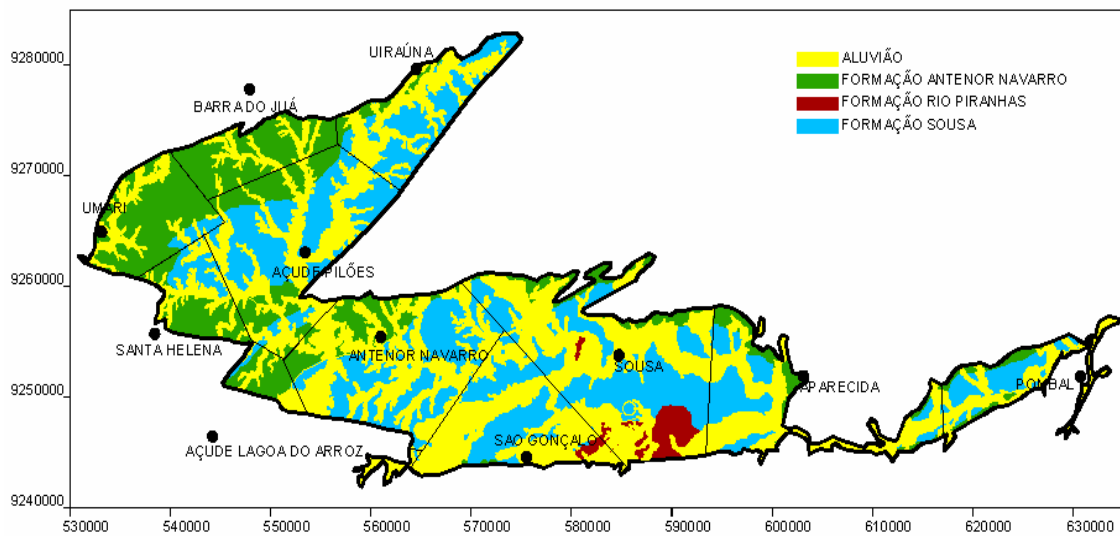 9280000
9270000
9260000
9250000
9240000
530000
540000
550000
560000
570000
580000
590000
600000
610000
620000
630000
ALUVIÃO
FORMAÇÃO ANTENOR NAVARRO
FORMAÇÃO RIO PIRANHAS
FORMAÇÃO SOUSA
UIRAÚNA
BARRA DO JUÁ
UMARI
AÇUDE PILÕES
SANTA HELENA
ANTENOR NAVARRO
SOUSA
APARECIDA
POMBAL
AÇUDE LAGOA DO ARROZ
SAO GONÇALO